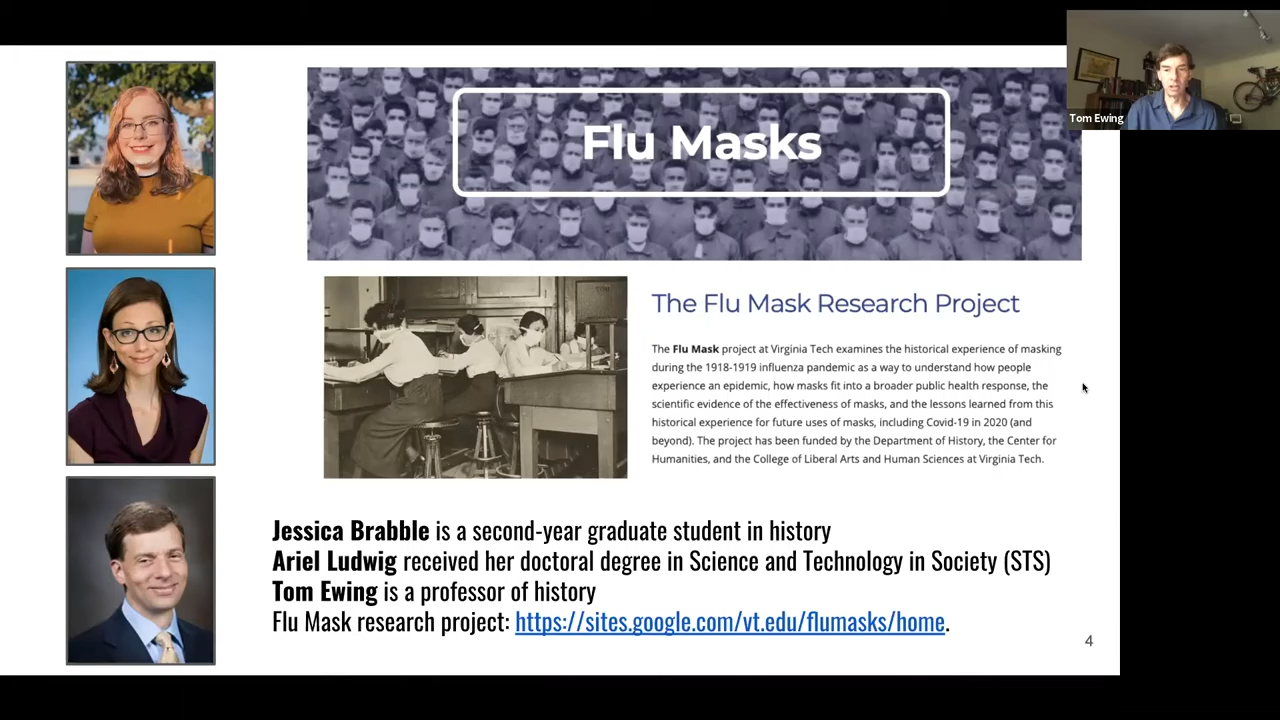 Flu Masks
Tom Ewing
The Flu Mask Research Project
The Flu Mask project at Virginia Tech examines the historical experience of masking
during the 1918-1919 influenza pandemic as a way to understand how people
experience an epidemic, how masks fit into a broader public health response, the
scientific evidence of the effectiveness of masks, and the lessons learned from this
historical experience for future uses of masks, including Covid-19 in 2020 (and
beyond). The project has been funded by the Department of History, the Center for
Humanities, and the College of Liberal Arts and Human Sciences at Virginia Tech.
Jessica Brabble is a second-year graduate student in history
Ariel Ludwig received her doctoral degree in Science and Technology in Society (STS)
Tom Ewing is a professor of history
Flu Mask research project: https://sites.google.com/vt.edu/flumasks/home.
4